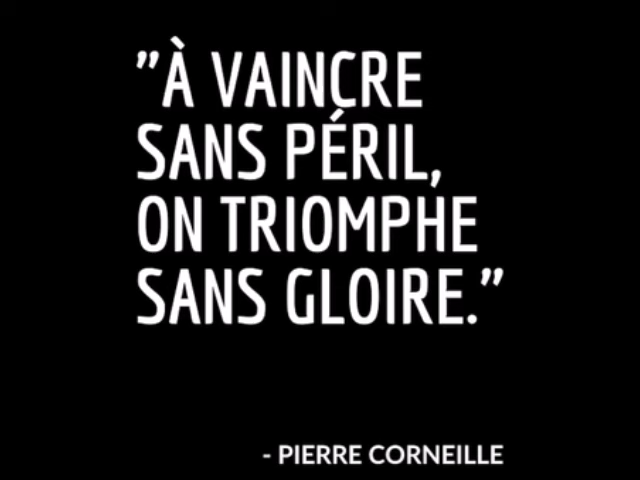 "À VAINCRE
SANS PÉRIL,
ON TRIOMPHE
SANS GLOIRE."
- PIERRE CORNEILLE